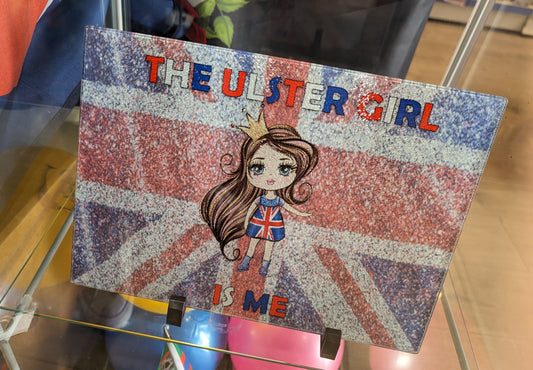 THE ULSTER GIRL
IS ME